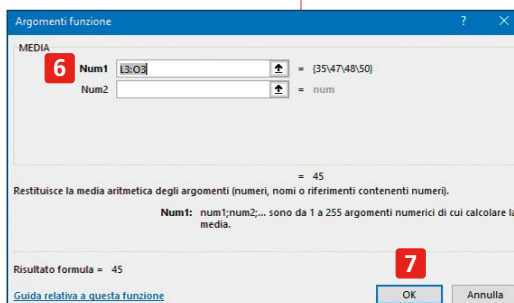 Argomenti funzione ? ×
MEDIA
6 Num1 L3:O3 = {35\47\48\50}
Num2 = num
= 45
Restituisce la media aritmetica degli argomenti (numeri, nomi o riferimenti contenenti numeri).
Num1: num1;num2;... sono da 1 a 255 argomenti numerici di cui calcolare la
media.
7
Risultato formula = 45
Guida relativa a questa funzione OK Annulla